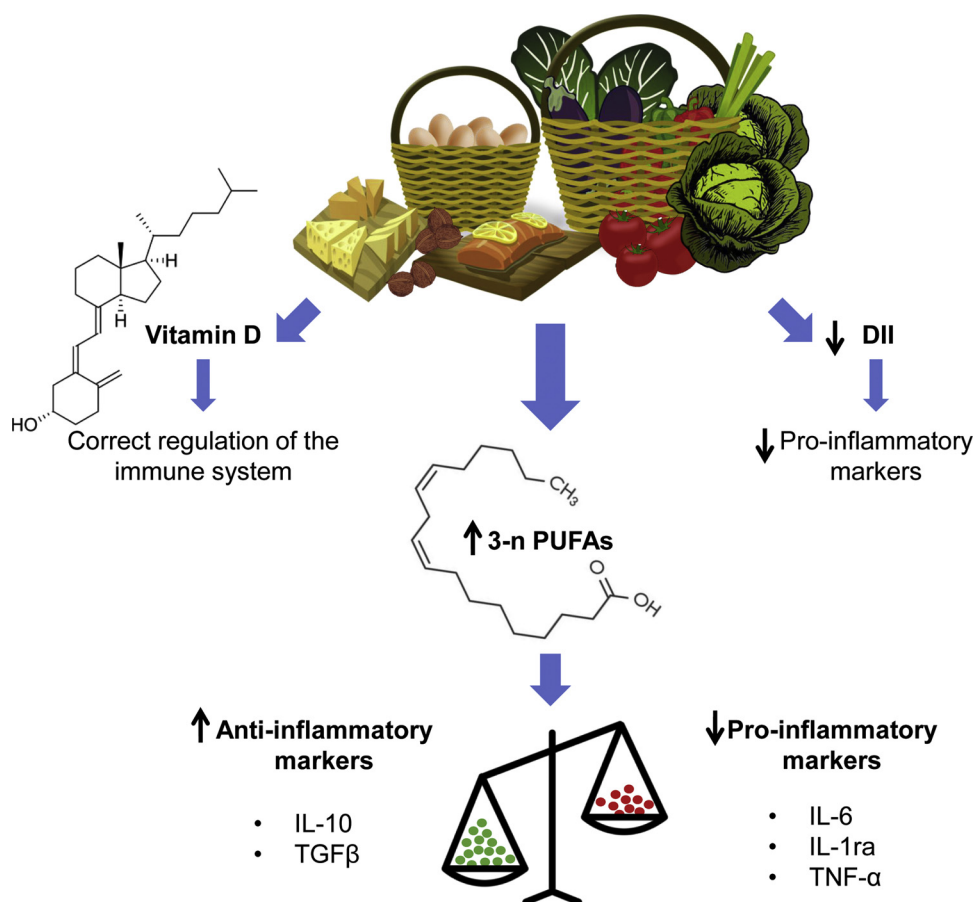 Vitamin D
↓ DII
H
H
HO
Correct regulation of the
immune system
↓ Pro-inflammatory
markers
CH3
↑ 3-n PUFAs
O
OH
↑ Anti-inflammatory
markers
• IL-10
• TGFβ
↓ Pro-inflammatory
markers
• IL-6
• IL-1ra
• TNF-α